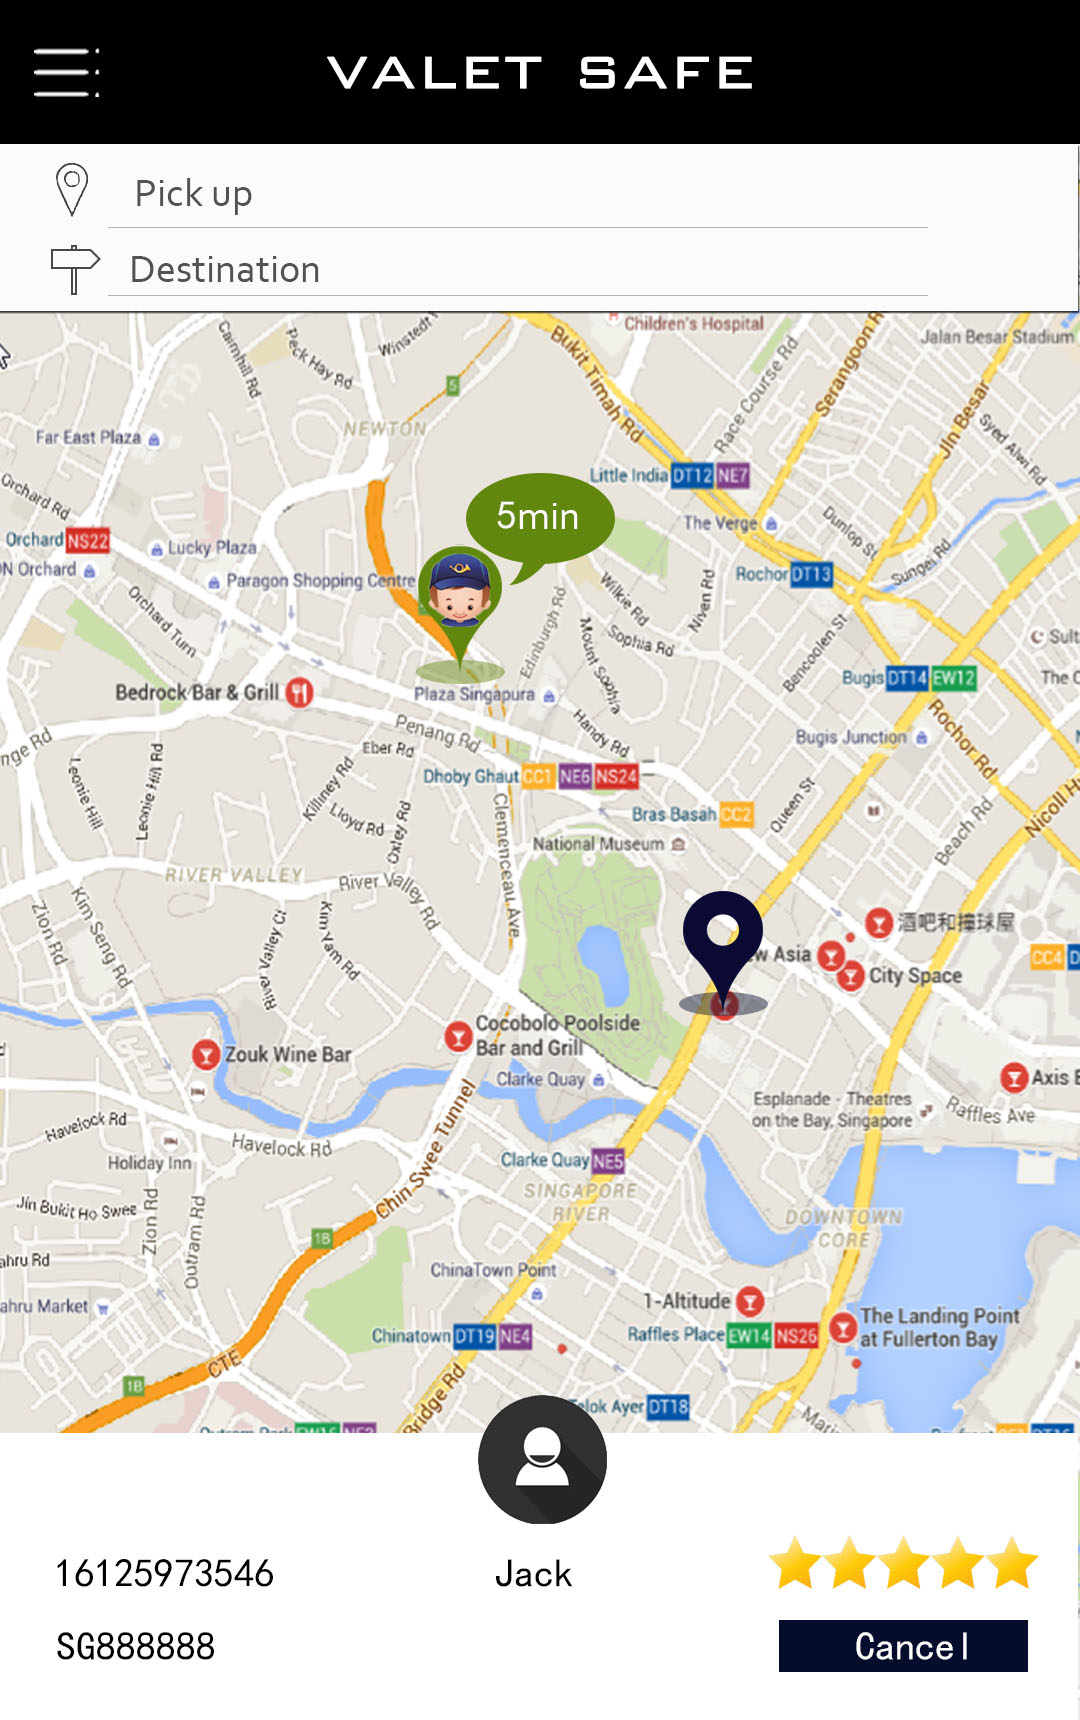 VALET SAFE
Pick up
Destination
Children's Hospital
Jalan Besar Stadium
Cairnhill Rd
Peck Hay Rd
Winstedt
Bukit Timah Rd
Race Course Rd
Serangoon R
Jln Besar
Syed Alwi Rd
5
NEWTON
Far East Plaza
Little India DT12 NE7
Orchard Rd
5min
The Verge
Dunlop St
Sungei Rd
Orchard NS22
Lucky Plaza
N Orchard
Paragon Shopping Centre
Rochor DT13
Orchard Turn
Edinburgh Rd
Wilkie Rd
Niven Rd
Sophia Rd
Mount Sophia
Bencoolen St
Sult
Bugis DT14 EW12
The C
Bedrock Bar & Grill
Plaza Singapura
Penang Rd
Handy Rd
Rochor Rd
nge Rd
Eber Rd
Bugis Junction
Leonie Hill
Leonie Hill Rd
Killiney Rd
Lloyd Rd
Oxley Rd
Dhoby Ghaut CC1 NE6 NS24
Clemenceau Ave
Bras Basah CC2
Queen St
Beach Rd
Nicoll H
National Museum
RIVER VALLEY
River Valley Rd
Zion Rd
Kim Seng Rd
River Valley Cl
Kim Yam Rd
酒吧和撞球屋
w Asia
City Space
CC4 D
Cocobolo Poolside
Bar and Grill
Zouk Wine Bar
Clarke Quay
Axis B
Esplanade - Theatres
on the Bay, Singapore
Raffles Ave
Havelock Rd
Havelock Rd
Chin Swee Tunnel
Holiday Inn
Clarke Quay NE5
SINGAPORE
RIVER
Jln Bukit Ho Swee
Zion Rd
Outram Rd
DOWNTOWN
CORE
1B
ahru Rd
ChinaTown Point
ahru Market
1-Altitude
The Landing Point
at Fullerton Bay
Chinatown DT19 NE4
Raffles Place EW14 NS26
CTE
1B
Bridge Rd
elok Ayer DT18
Marin
Outram Park EW16 NE3
16125973546
Jack
SG888888
Cancel